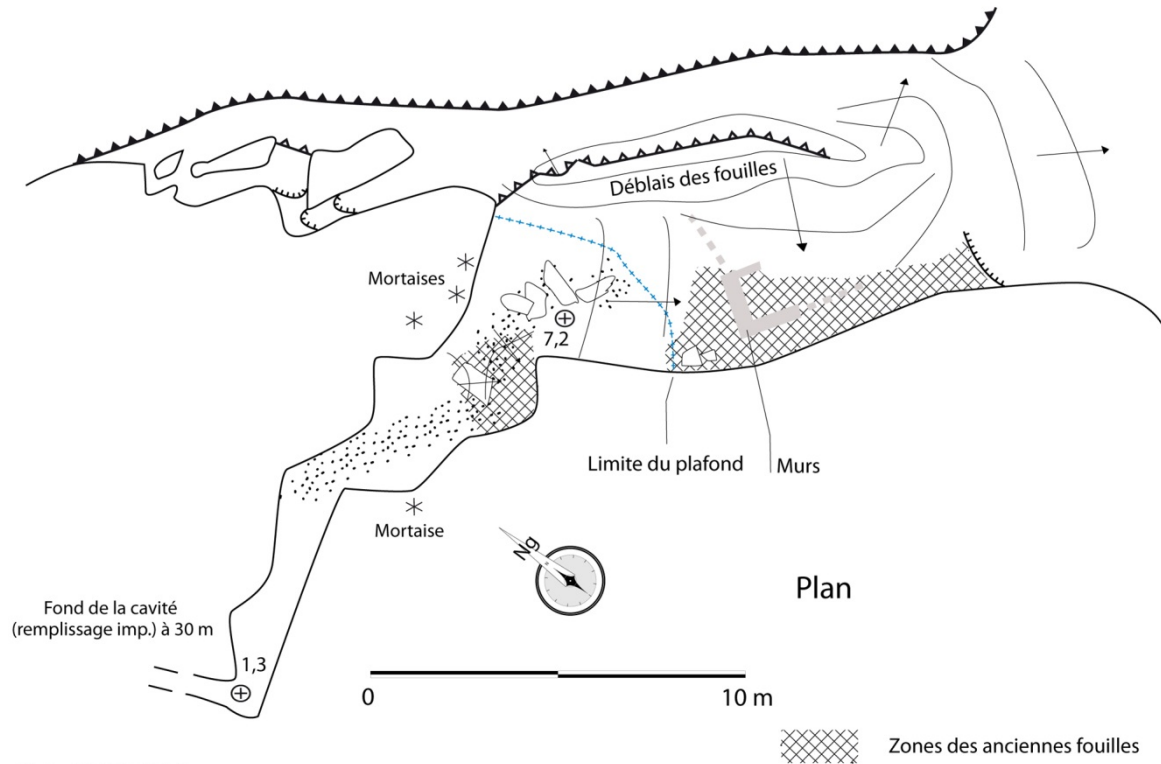 Déblais des fouilles
Mortaises
7,2
Limite du plafond
Murs
Mortaise
Ng
Plan
Fond de la cavité
(remplissage imp.) à 30 m
1,3
0
10 m
Zones des anciennes fouilles